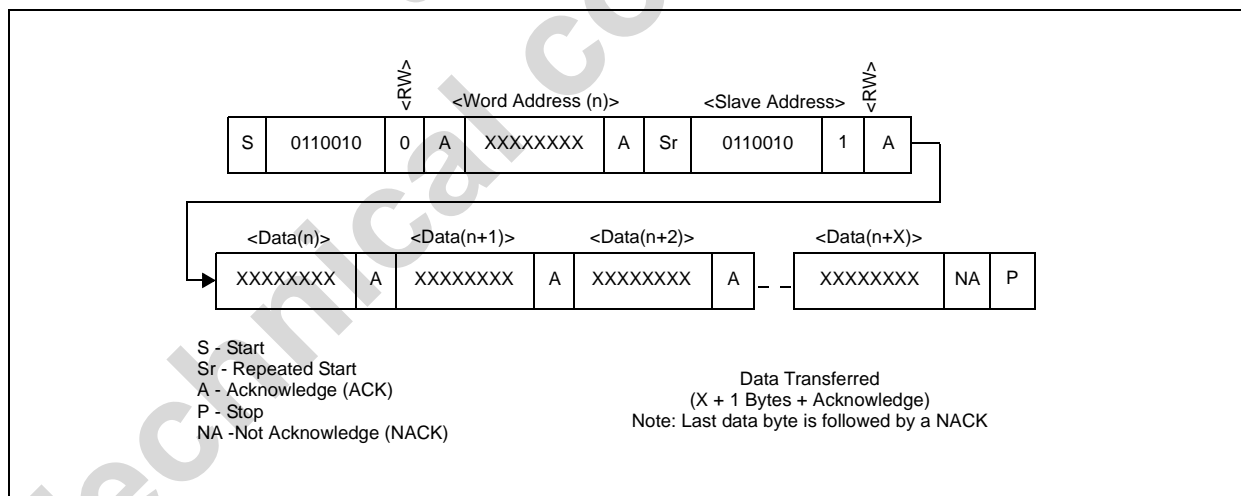 <RW> <Word Address (n)> <Slave Address> <RW>
S 0110010 0 A XXXXXXXX A Sr 0110010 1 A
<Data(n)> <Data(n+1)> <Data(n+2)> <Data(n+X)>
XXXXXXXX A XXXXXXXX A XXXXXXXX A XXXXXXXX NA P
S - Start
Sr - Repeated Start
A - Acknowledge (ACK)
P - Stop
NA -Not Acknowledge (NACK)
Data Transferred
(X + 1 Bytes + Acknowledge)
Note: Last data byte is followed by a NACK
echnical co